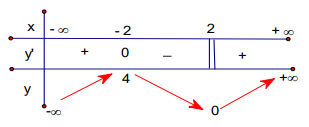 x -∞ -2 2 +∞
y' + 0 – +
4 +∞
y
0
-∞